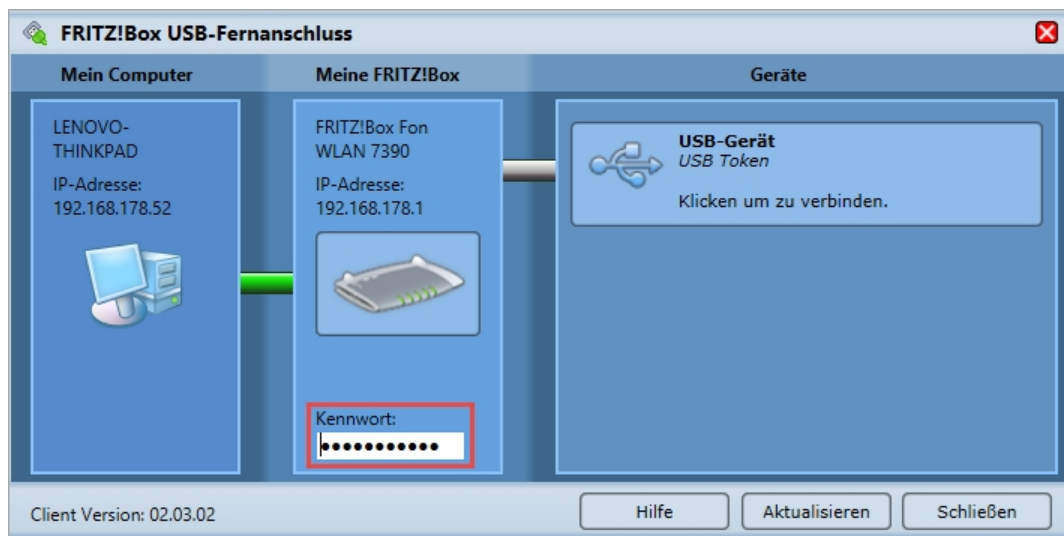 FRITZ!Box USB-Fernanschluss
Mein Computer
Meine FRITZ!Box
Geräte
LENOVO-
THINKPAD
IP-Adresse:
192.168.178.52
FRITZ!Box Fon
WLAN 7390
IP-Adresse:
192.168.178.1
Kennwort:
•••••••••••
USB-Gerät
USB Token
Klicken um zu verbinden.
Client Version: 02.03.02
Hilfe
Aktualisieren
Schließen